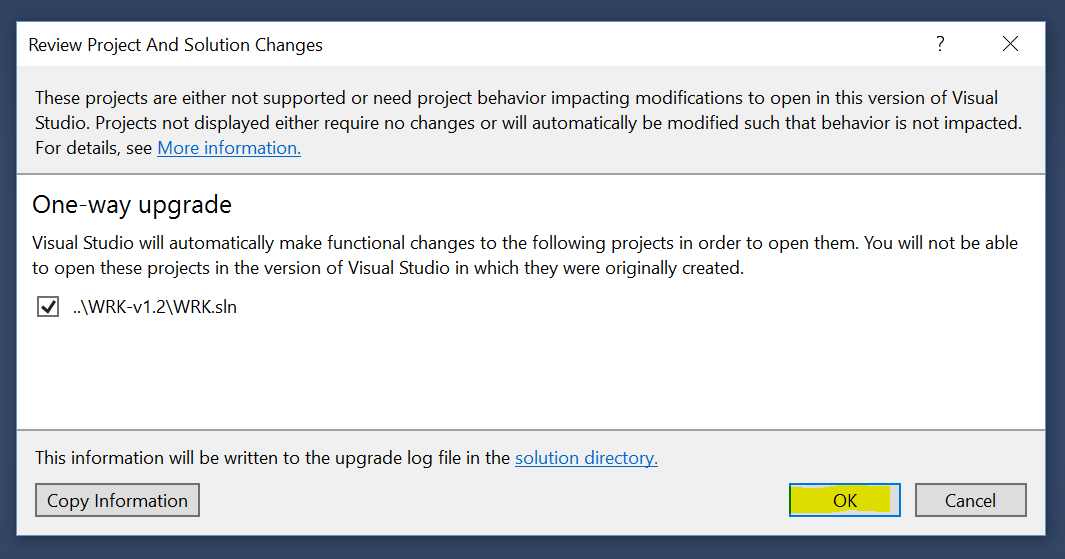 Review Project And Solution Changes
?
These projects are either not supported or need project behavior impacting modifications to open in this version of Visual
Studio. Projects not displayed either require no changes or will automatically be modified such that behavior is not impacted.
For details, see More information.
One-way upgrade
Visual Studio will automatically make functional changes to the following projects in order to open them. You will not be able
to open these projects in the version of Visual Studio in which they were originally created.
..\WRK-v1.2\WRK.sln
This information will be written to the upgrade log file in the solution directory.
Copy Information
OK
Cancel